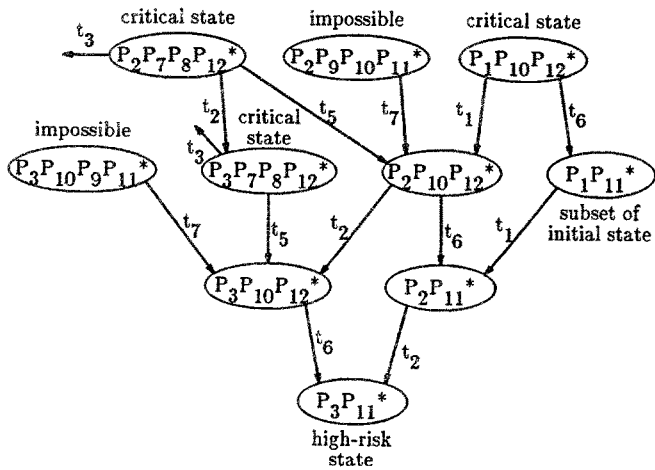 critical state
impossible
critical state
t3
P2P7P8P12*
P2P9P10P11*
P1P10P12*
t2
t5
t7
t1
t6
impossible
critical
state
t3
P3P10P9P11*
P3P7P8P12*
P2P10P12*
P1P11*
subset of
initial state
t7
t5
t2
t6
t1
P3P10P12*
P2P11*
t6
t2
P3P11*
high-risk
state